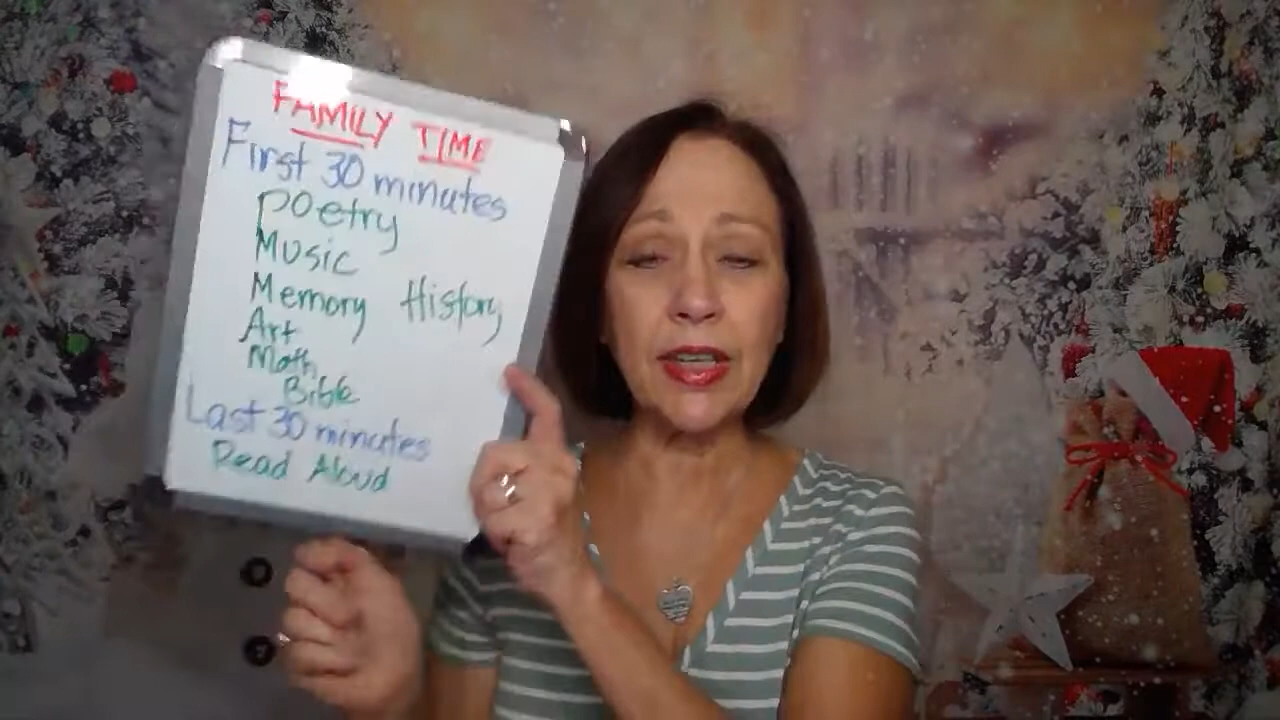 FAMILY TIME
First 30 minutes
Poetry
Music
Memory History
Art
Math
Bible
Last 30 minutes
Read Aloud